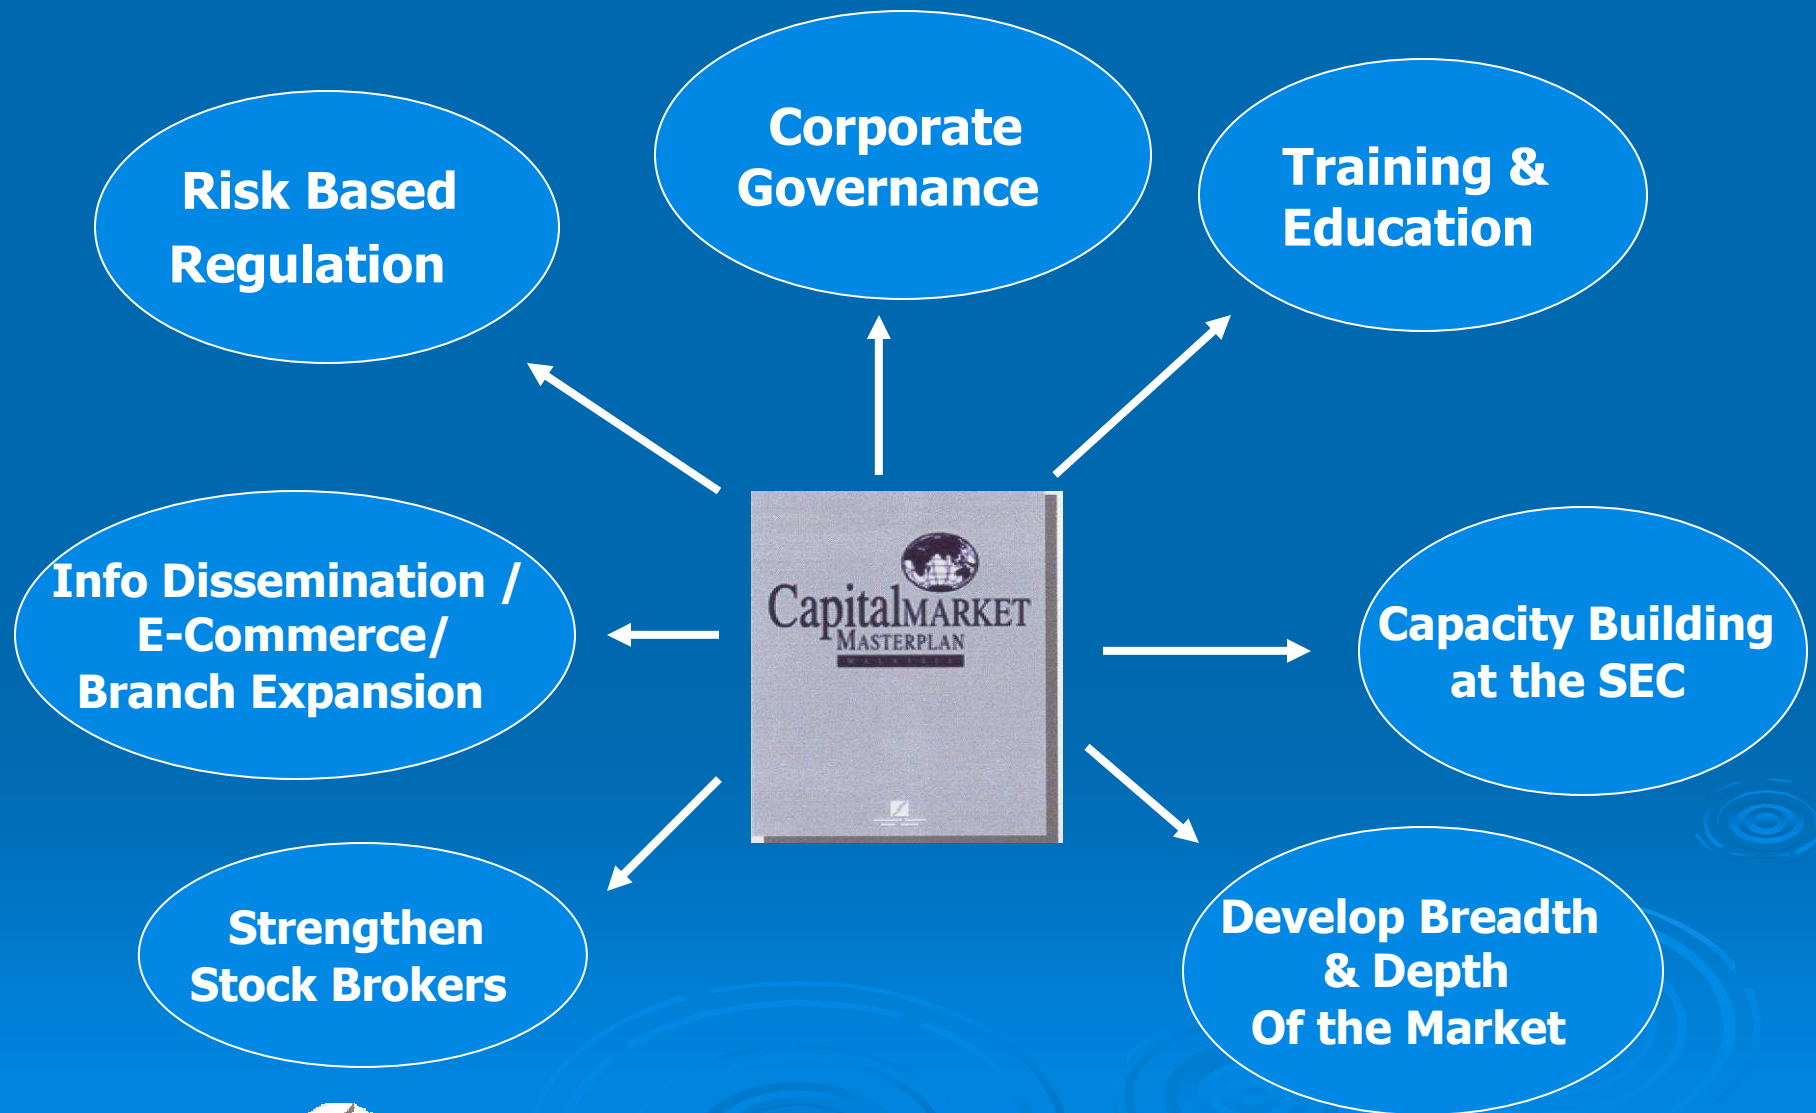 Corporate
Governance
Risk Based
Regulation
Training &
Education
Info Dissemination /
E-Commerce/
Branch Expansion
CapitalMARKET
MASTERPLAN
MALAYSIA
Capacity Building
at the SEC
Strengthen
Stock Brokers
Develop Breadth
& Depth
Of the Market